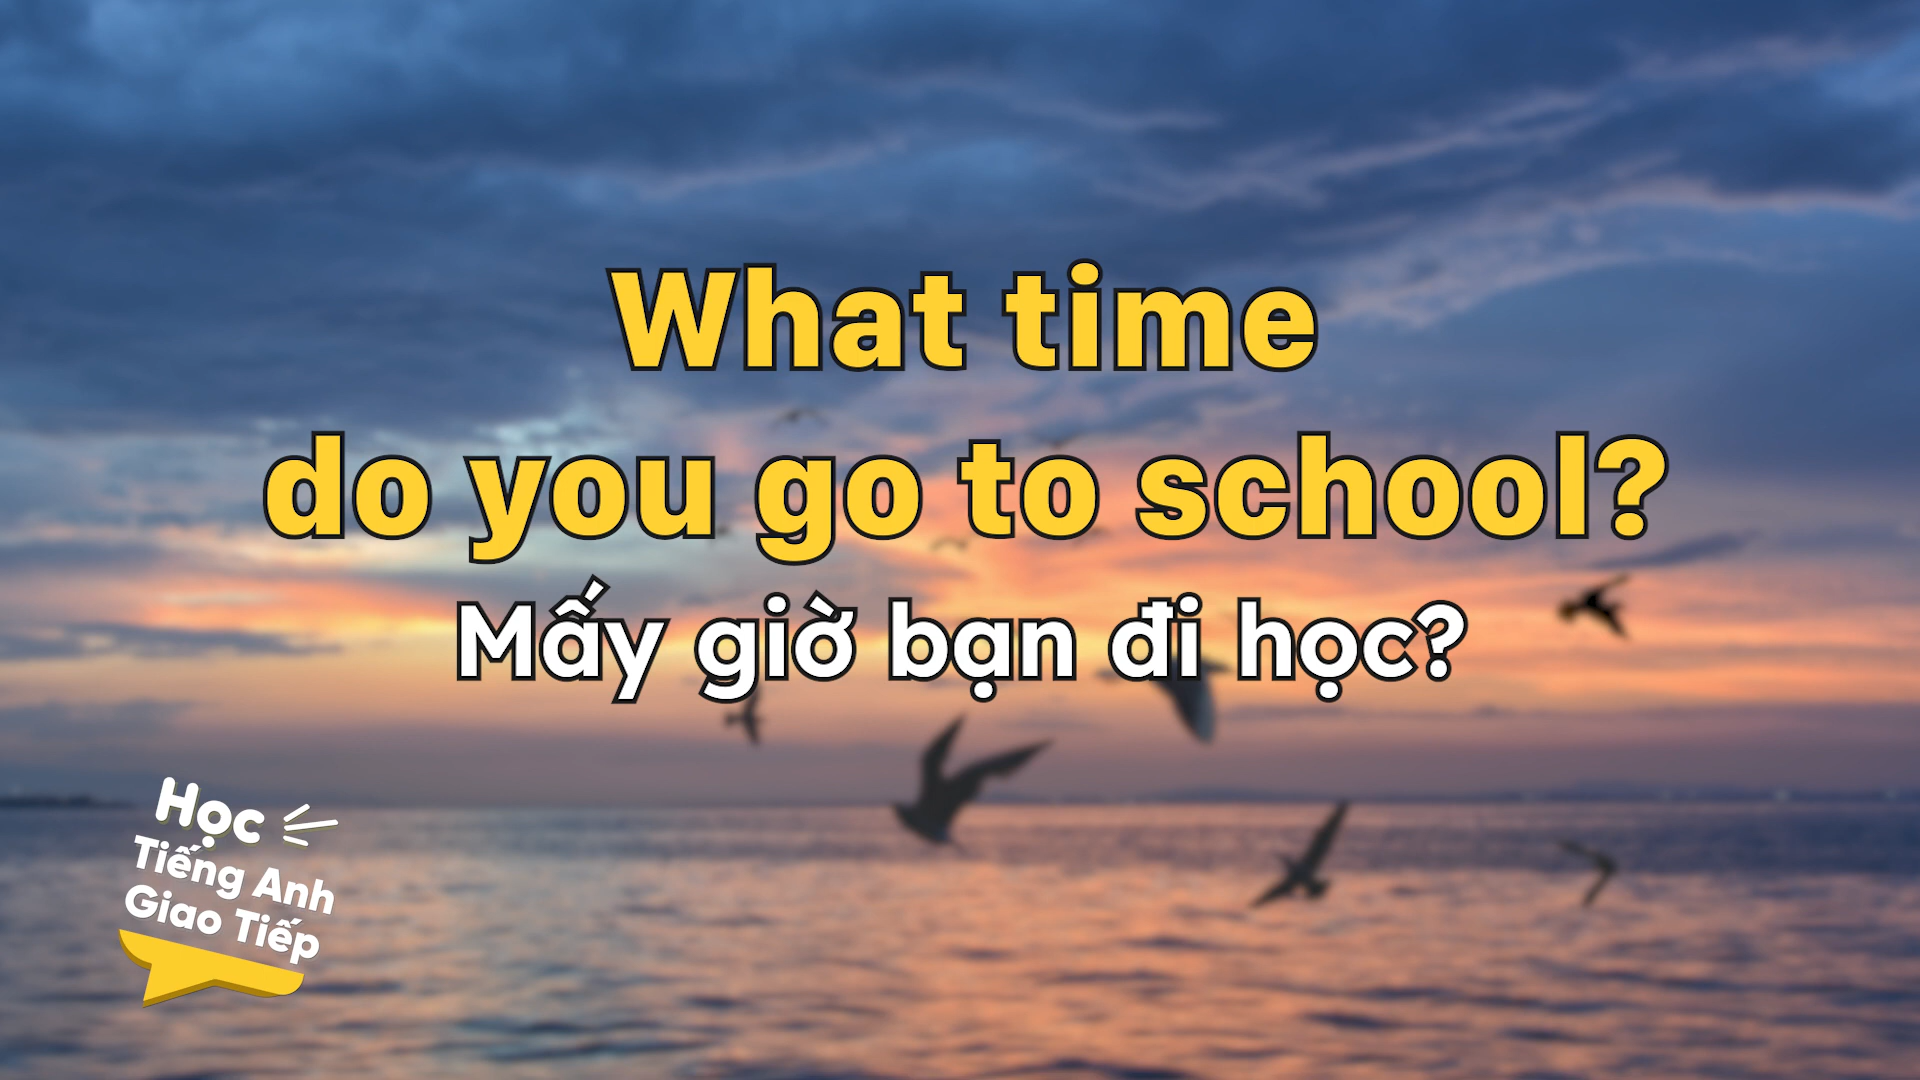 What time
do you go to school?
Mấy giờ bạn đi học?
Học
Tiếng Anh
Giao Tiếp